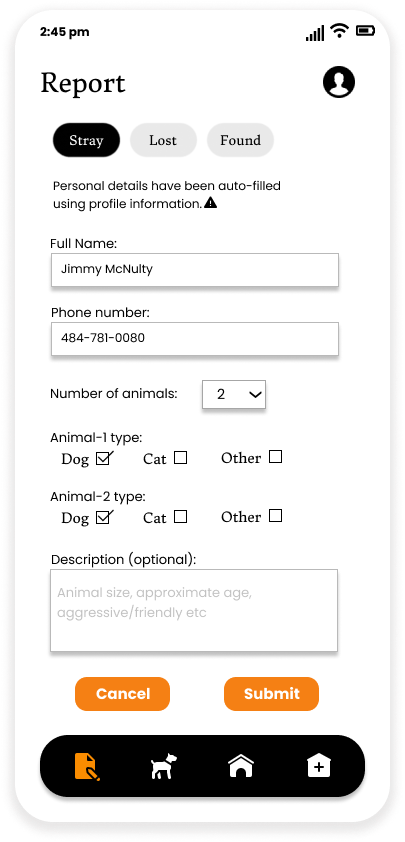 2:45 pm
Report
Stray Lost Found
Personal details have been auto-filled
using profile information.
Full Name:
Jimmy McNulty
Phone number:
484-781-0080
Number of animals: 2
Animal-1 type:
Dog Cat Other
Animal-2 type:
Dog Cat Other
Description (optional):
Animal size, approximate age,
aggressive/friendly etc
Cancel Submit